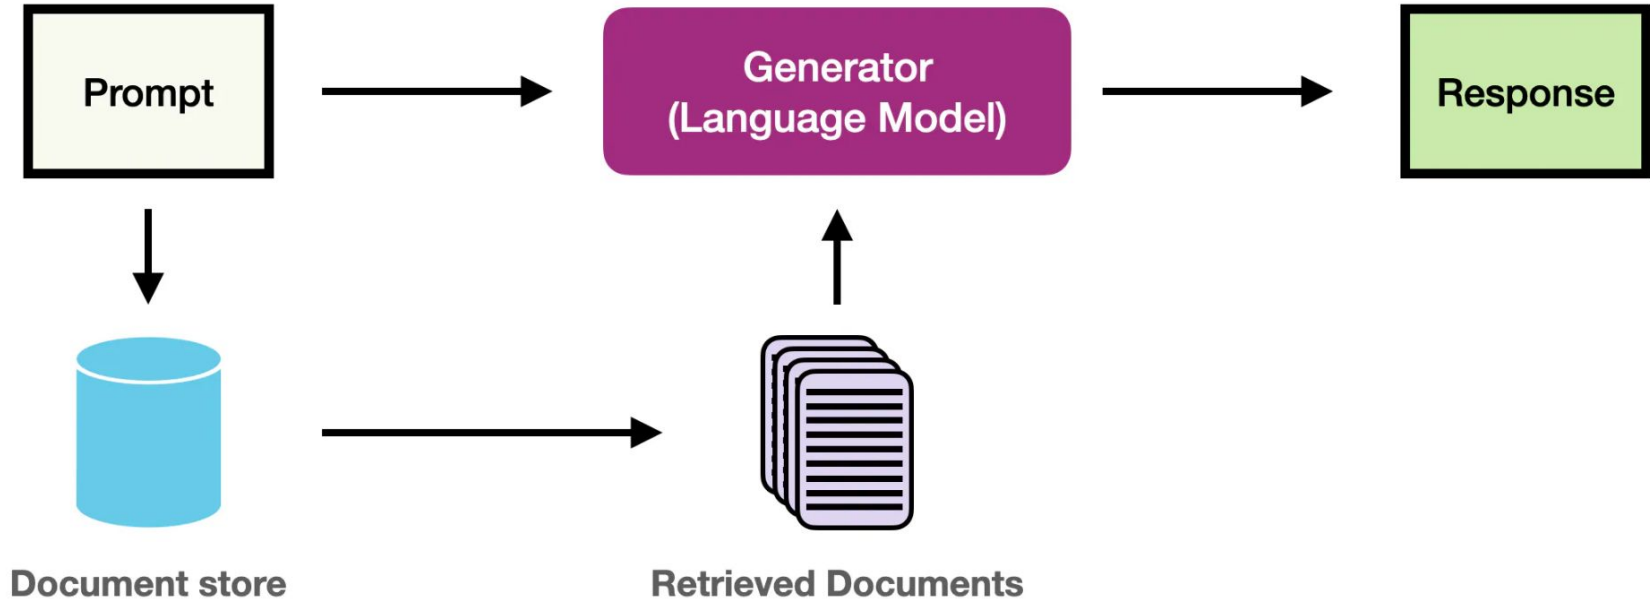 Prompt
Generator
(Language Model)
Response
Document store
Retrieved Documents